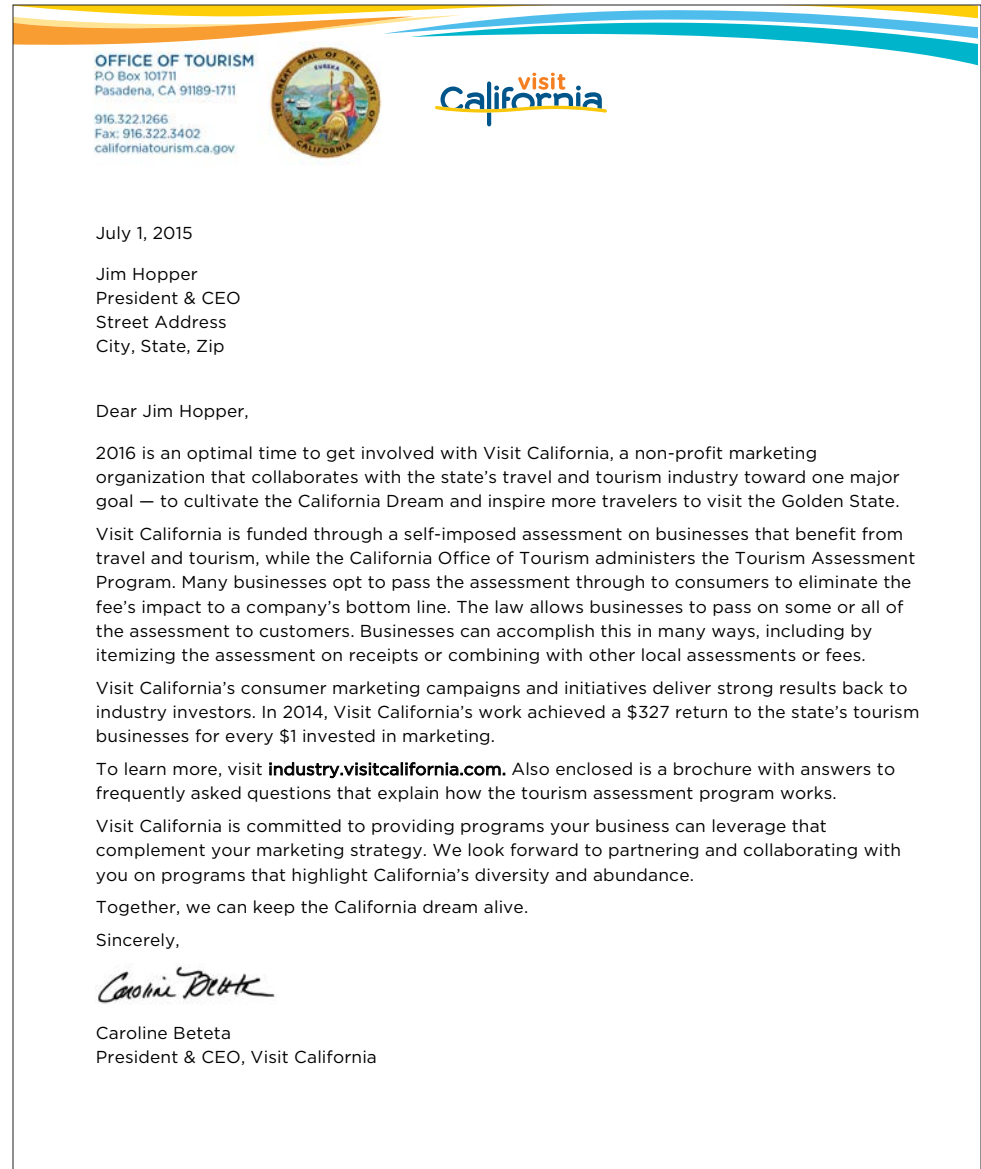 OFFICE OF TOURISM
P.O Box 101711
Pasadena, CA 91189-1711
916.322.1266
Fax: 916.322.3402
californiatourism.ca.gov
THE GREAT SEAL OF THE STATE OF CALIFORNIA
EUREKA
visit
California
July 1, 2015
Jim Hopper
President & CEO
Street Address
City, State, Zip
Dear Jim Hopper,
2016 is an optimal time to get involved with Visit California, a non-profit marketing
organization that collaborates with the state’s travel and tourism industry toward one major
goal — to cultivate the California Dream and inspire more travelers to visit the Golden State.
Visit California is funded through a self-imposed assessment on businesses that benefit from
travel and tourism, while the California Office of Tourism administers the Tourism Assessment
Program. Many businesses opt to pass the assessment through to consumers to eliminate the
fee’s impact to a company’s bottom line. The law allows businesses to pass on some or all of
the assessment to customers. Businesses can accomplish this in many ways, including by
itemizing the assessment on receipts or combining with other local assessments or fees.
Visit California’s consumer marketing campaigns and initiatives deliver strong results back to
industry investors. In 2014, Visit California’s work achieved a $327 return to the state’s tourism
businesses for every $1 invested in marketing.
To learn more, visit industry.visitcalifornia.com. Also enclosed is a brochure with answers to
frequently asked questions that explain how the tourism assessment program works.
Visit California is committed to providing programs your business can leverage that
complement your marketing strategy. We look forward to partnering and collaborating with
you on programs that highlight California’s diversity and abundance.
Together, we can keep the California dream alive.
Sincerely,
Caroline Beteta
Caroline Beteta
President & CEO, Visit California